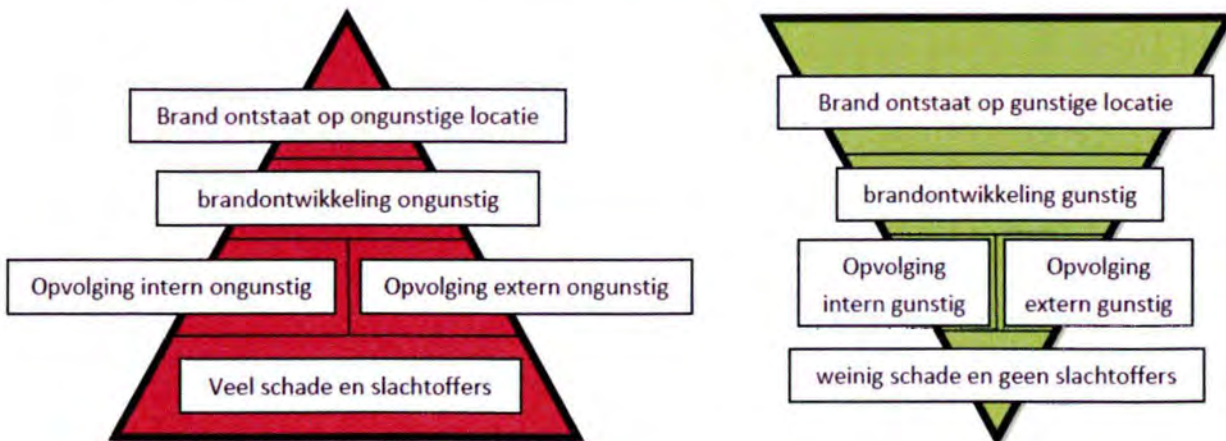 Brand ontstaat op ongunstige locatie
brandontwikkeling ongunstig
Opvolging intern ongunstig
Opvolging extern ongunstig
Veel schade en slachtoffers
Brand ontstaat op gunstige locatie
brandontwikkeling gunstig
Opvolging
intern gunstig
Opvolging
extern gunstig
weinig schade en geen slachtoffers